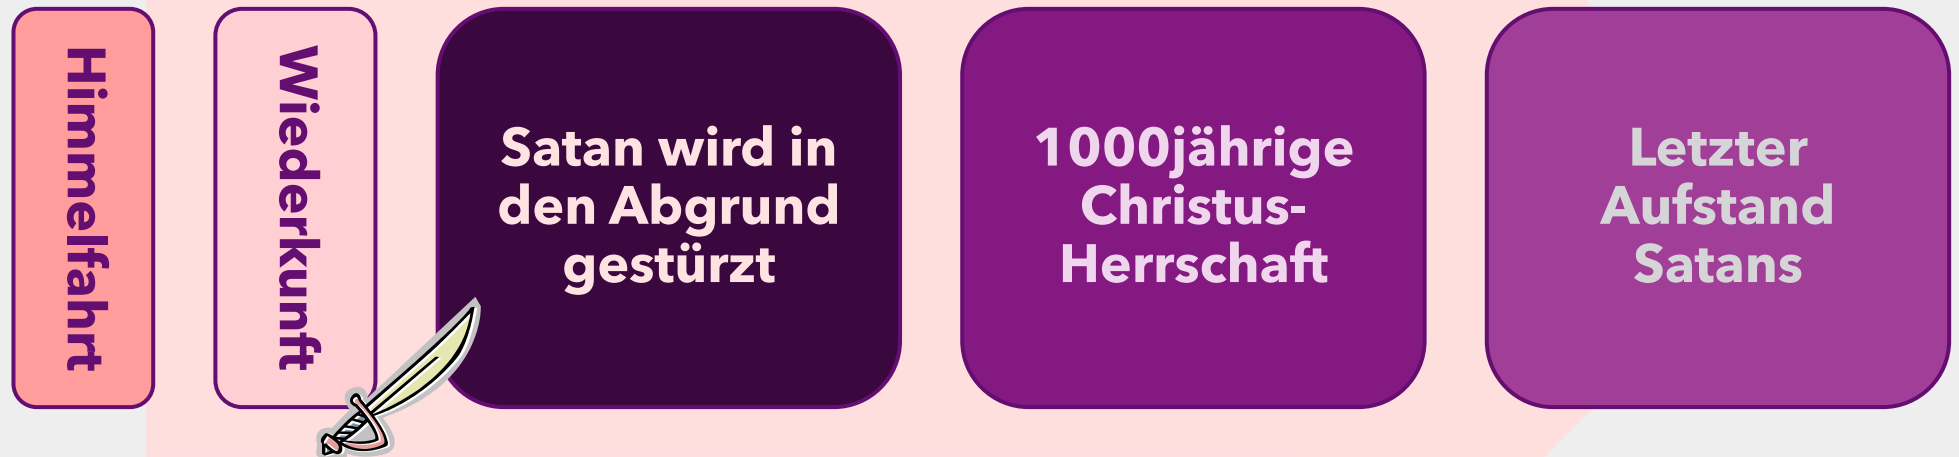 Himmelfahrt
Wiederkunft
Satan wird in
den Abgrund
gestürzt
1000jährige
Christus-
Herrschaft
Letzter
Aufstand
Satans